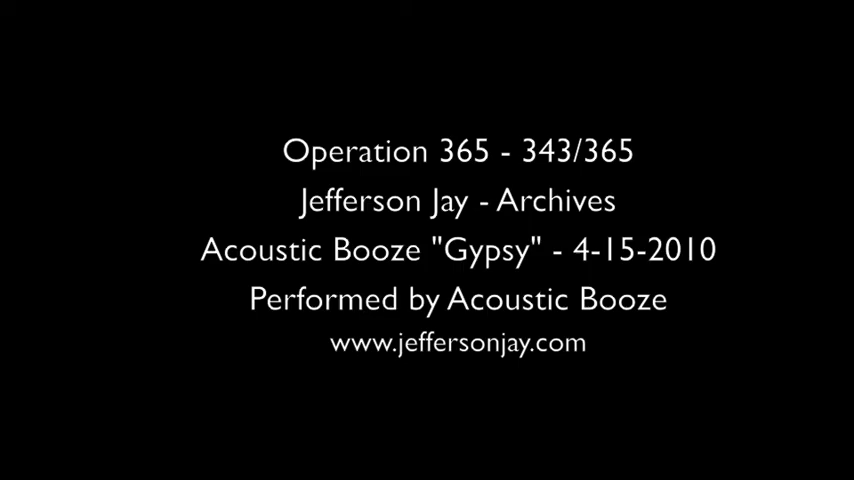 Operation 365 - 343/365
Jefferson Jay - Archives
Acoustic Booze "Gypsy" - 4-15-2010
Performed by Acoustic Booze
www.jeffersonjay.com